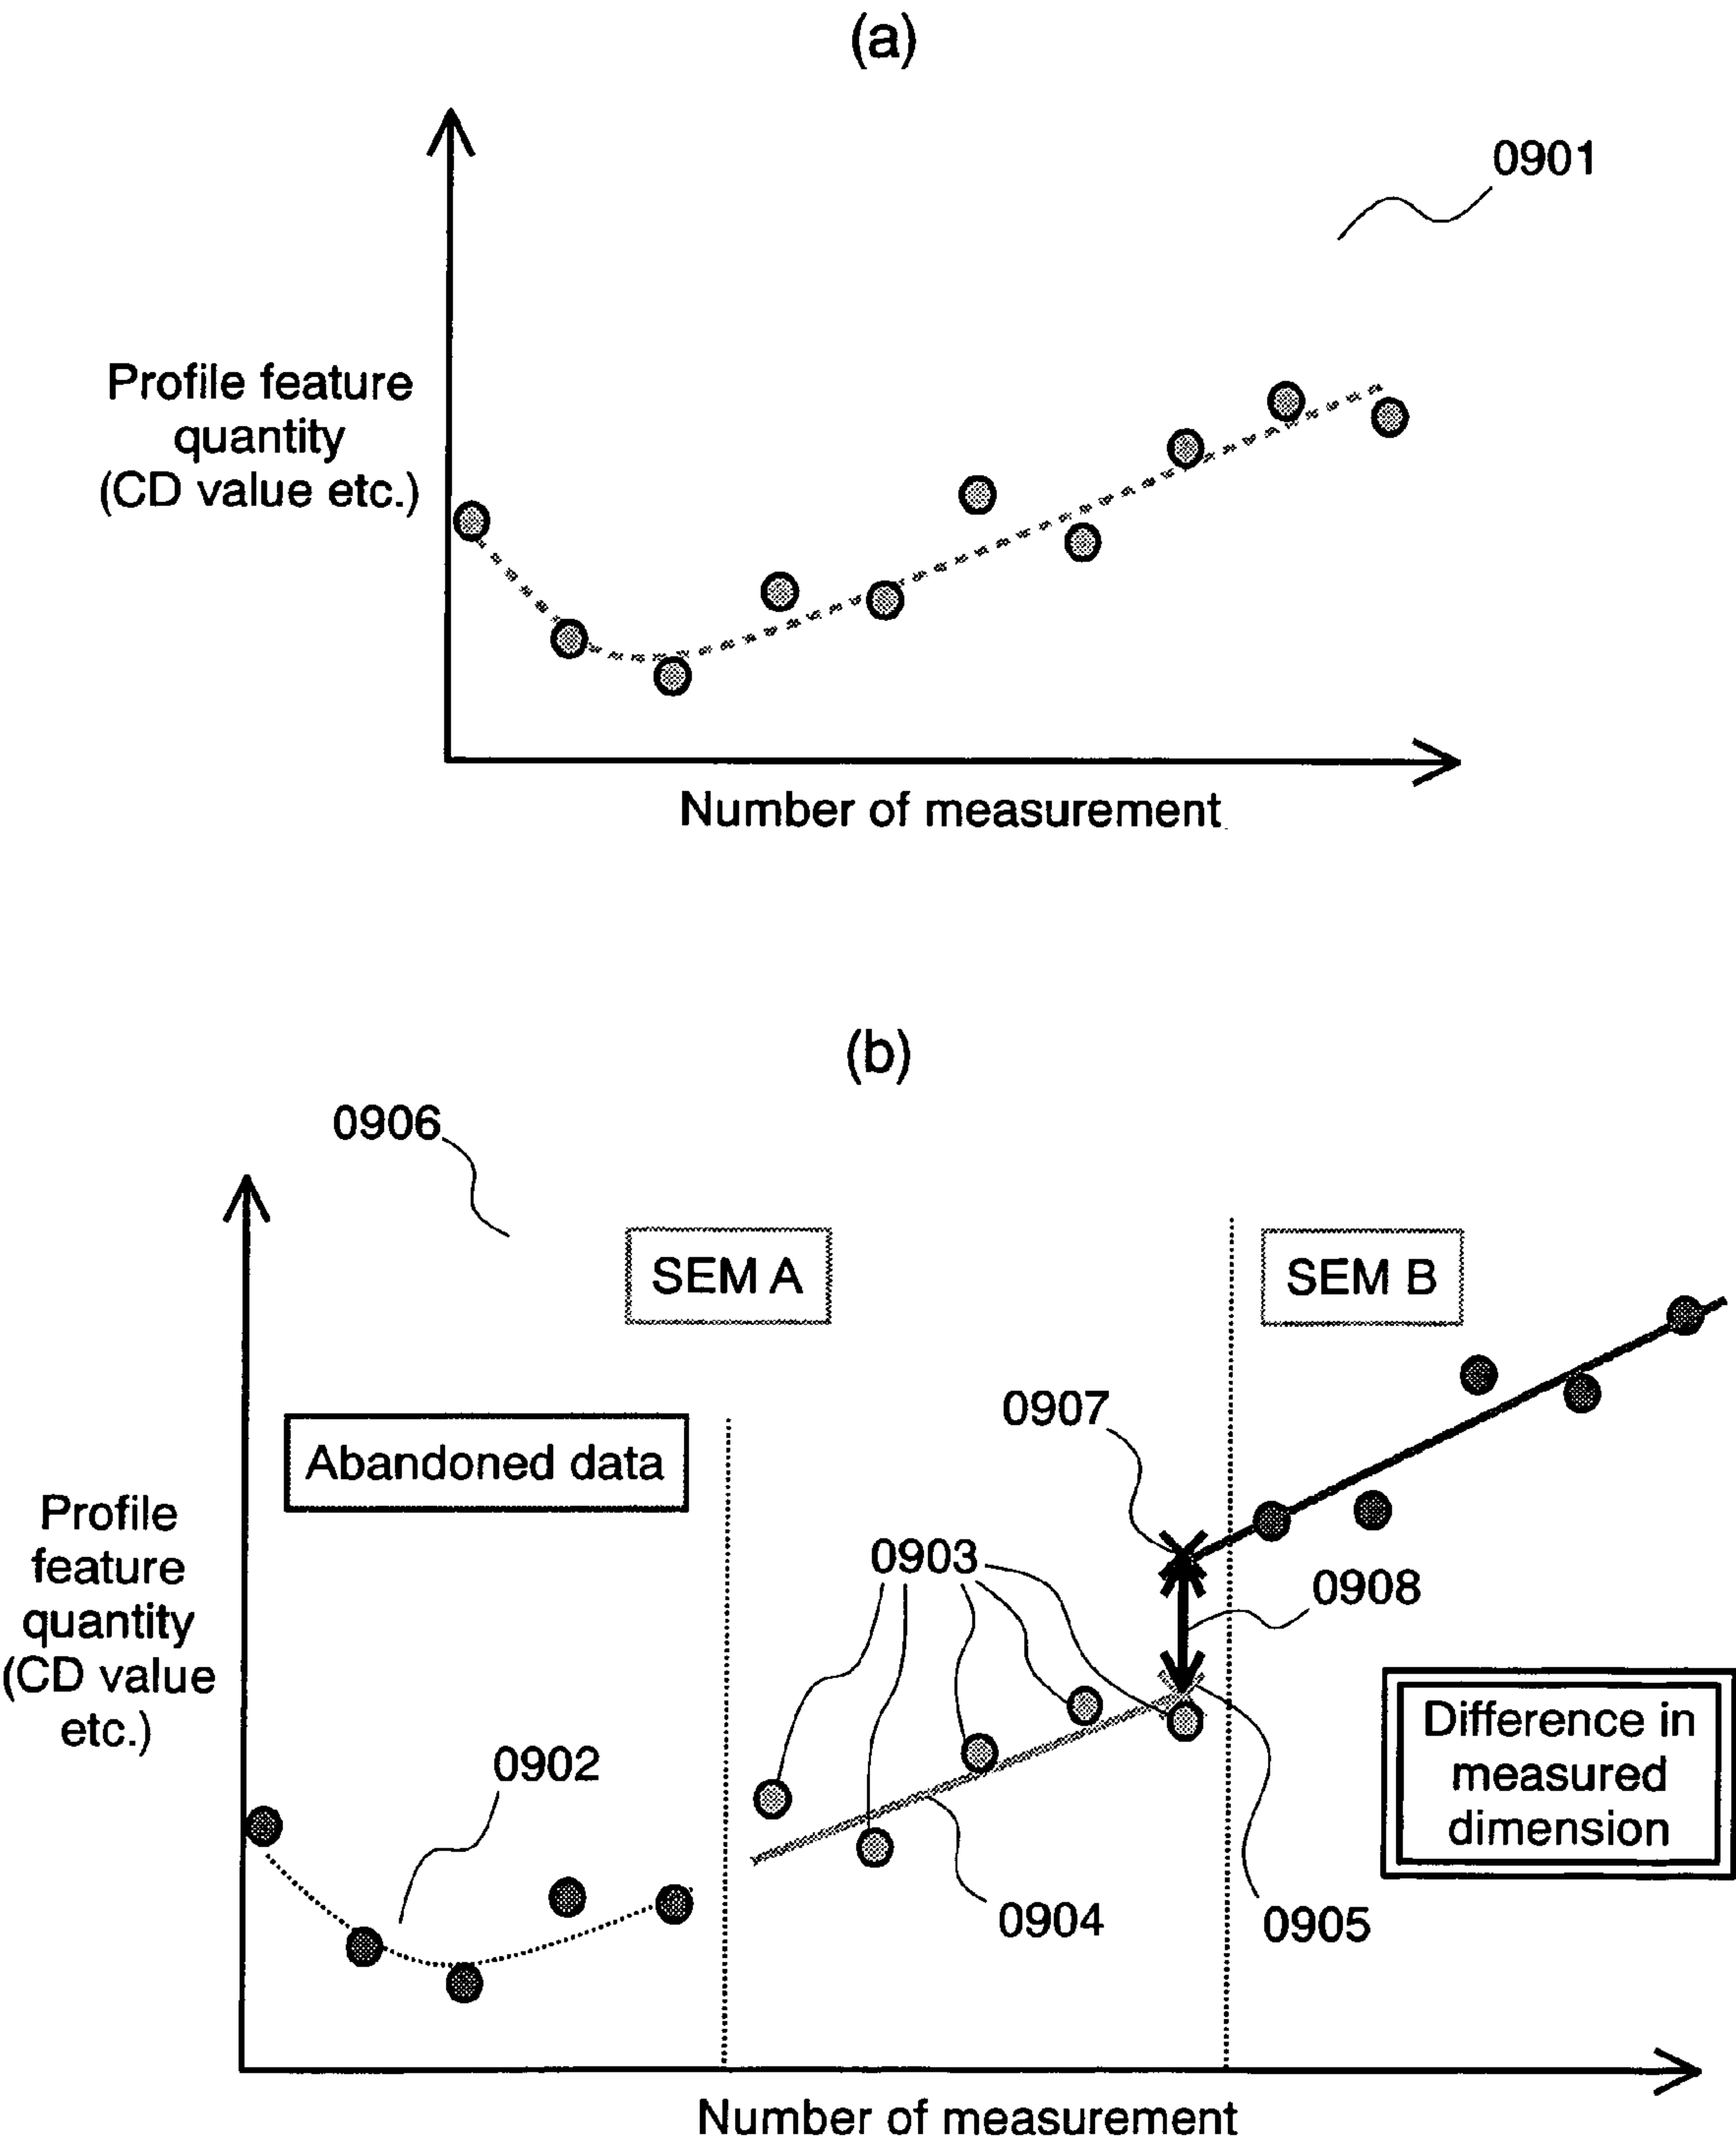 (a)
0901
Profile feature
quantity
(CD value etc.)
Number of measurement
(b)
0906
SEM A
SEM B
0907
Abandoned data
Profile
feature
quantity
(CD value
etc.)
0903
0908
Difference in
measured
dimension
0902
0904
0905
Number of measurement